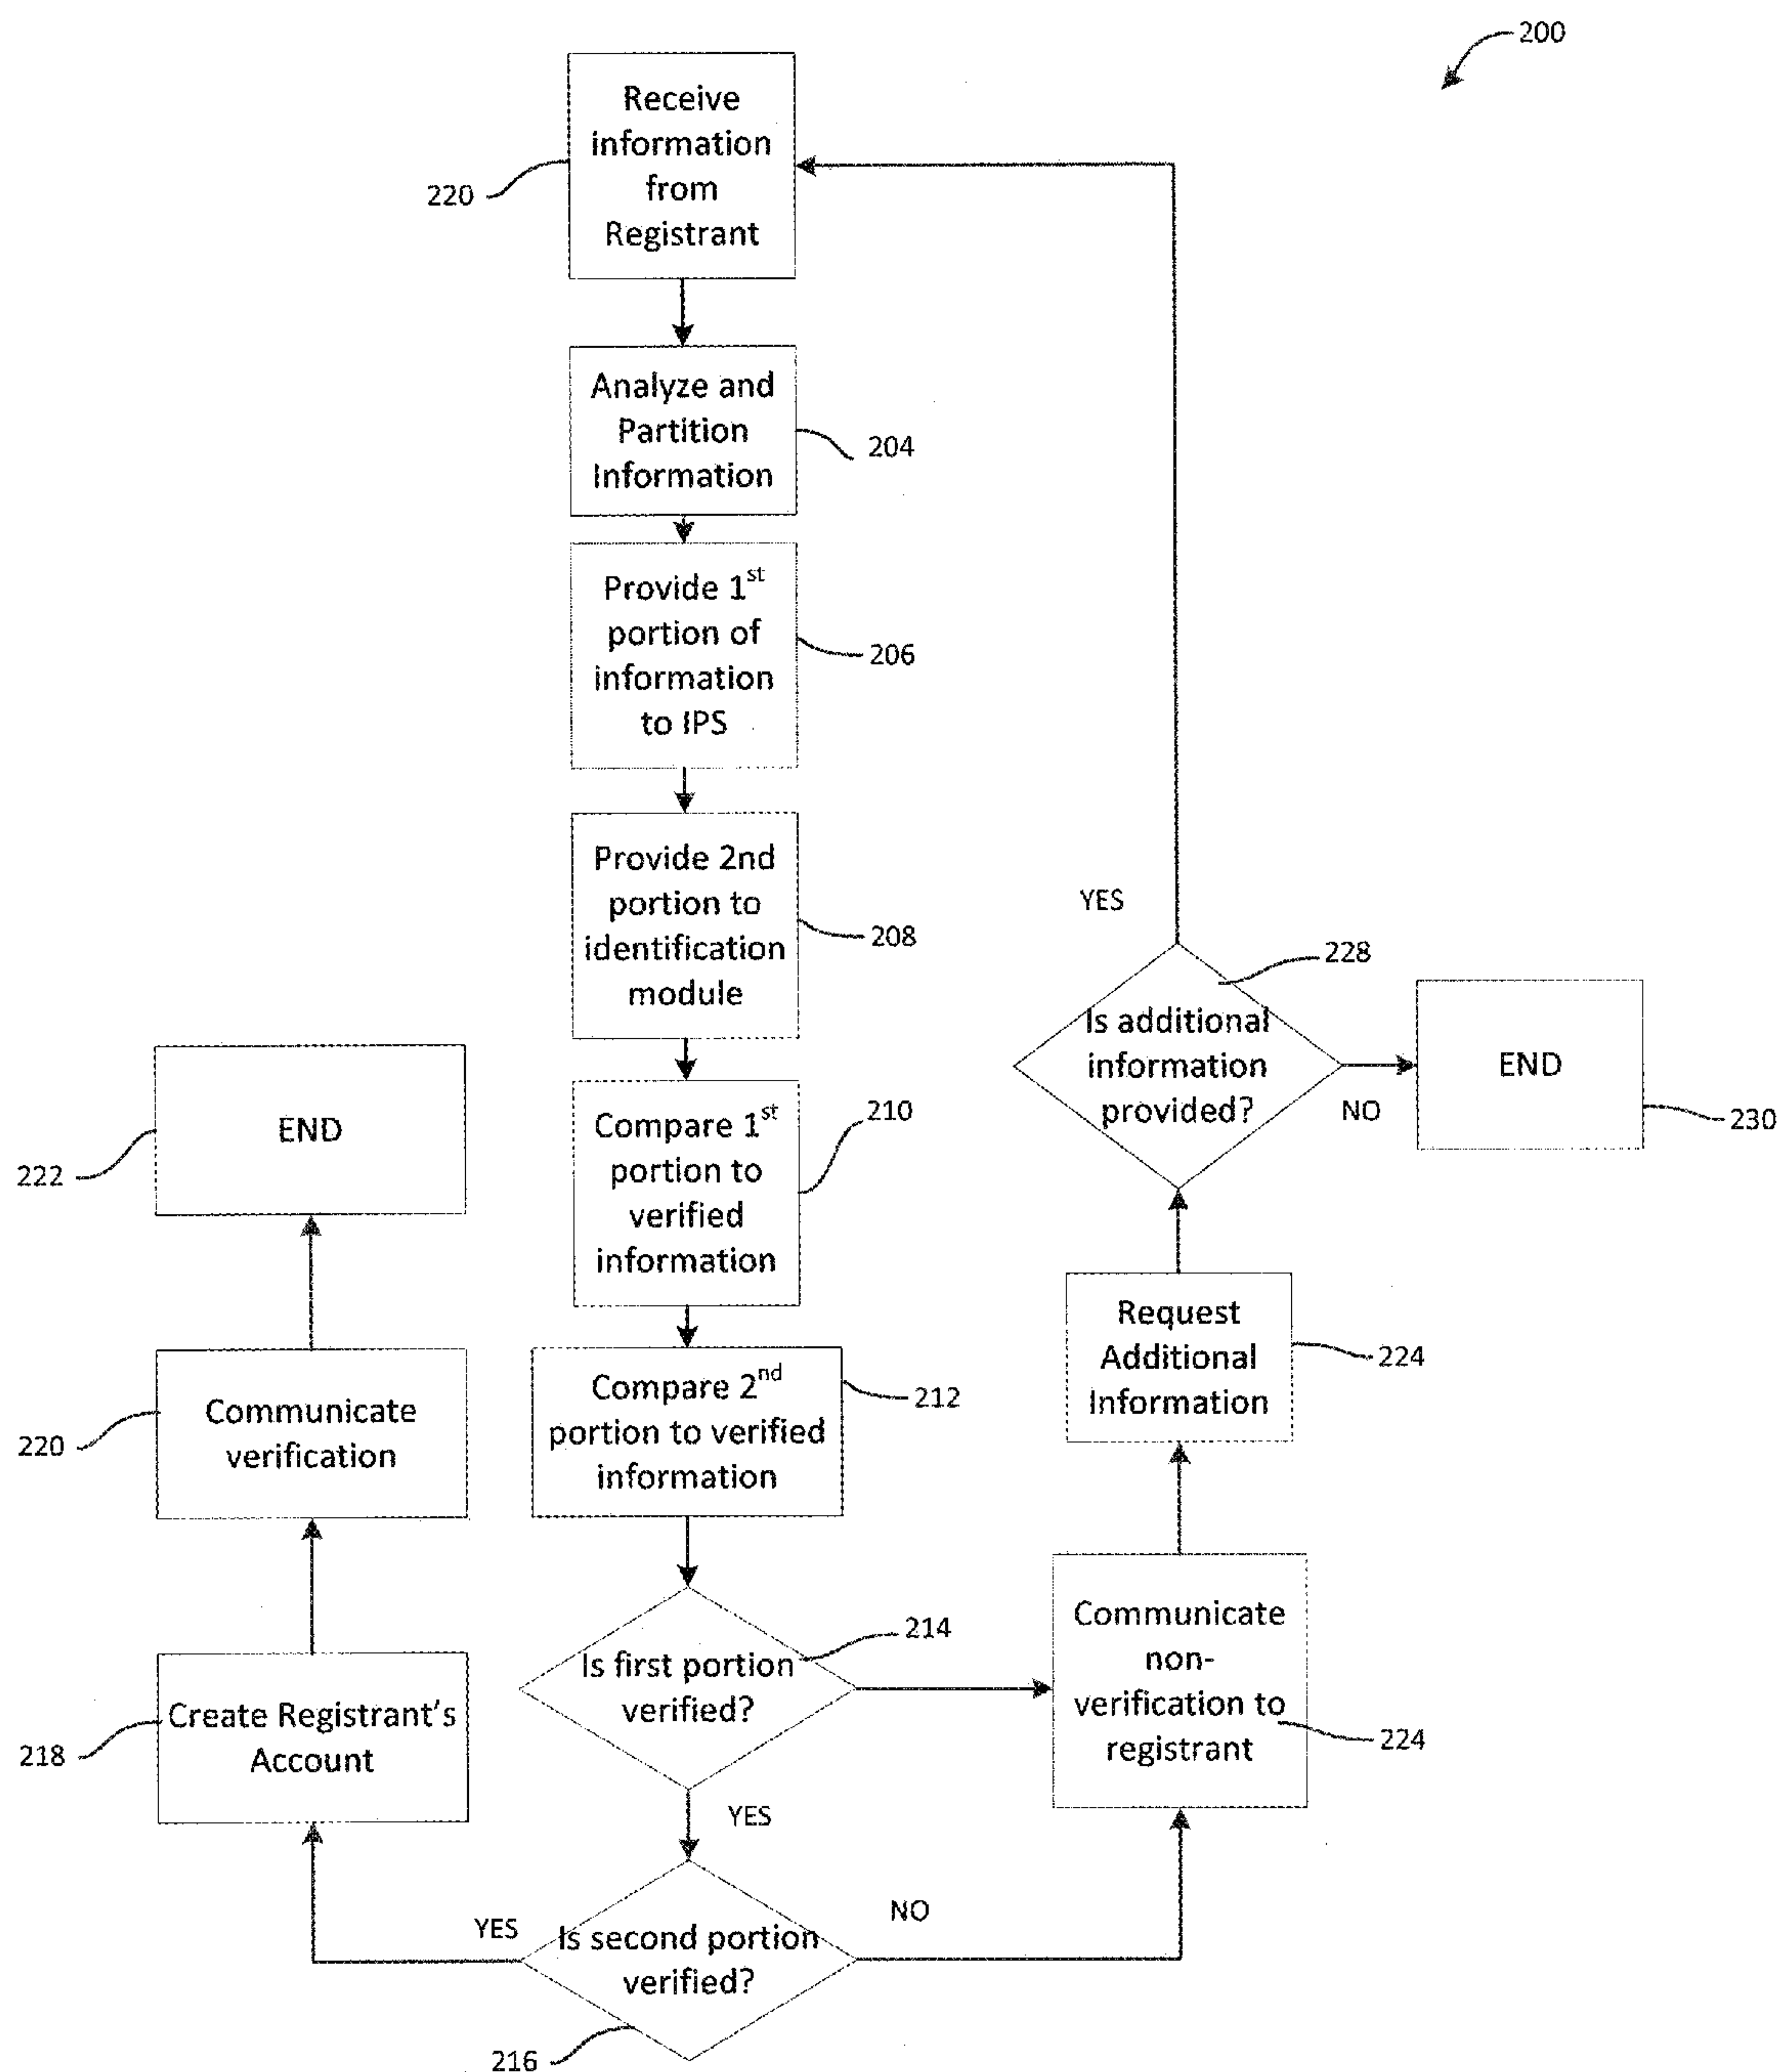 200
Receive
information
from
Registrant
220
Analyze and
Partition
Information
204
Provide 1st
portion of
information
to IPS
206
Provide 2nd
portion to
identification
module
208
Compare 1st
portion to
verified
information
210
Compare 2nd
portion to verified
information
212
Is first portion
verified?
214
YES
Is second portion
verified?
216
YES
NO
Create Registrant's
Account
218
Communicate
verification
220
END
222
Communicate
non-
verification to
registrant
224
Request
Additional
Information
224
Is additional
information
provided?
228
YES
NO
END
230